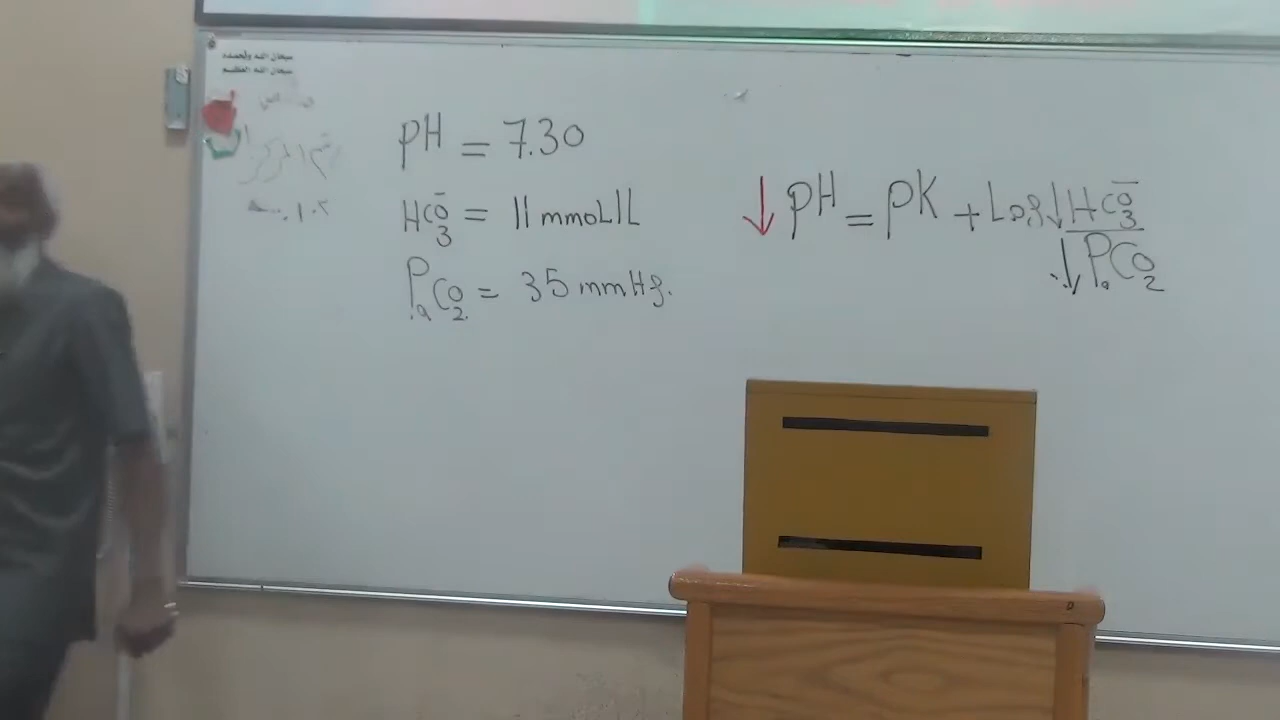 سبحان الله وبحمده
سبحان الله العظيم
pH = 7.30
HCO₃⁻ = 11 mmoL/L
PₐCO₂ = 35 mmHg.
↓ pH = pK + Log ↓HCO₃⁻
↓PₐCO₂